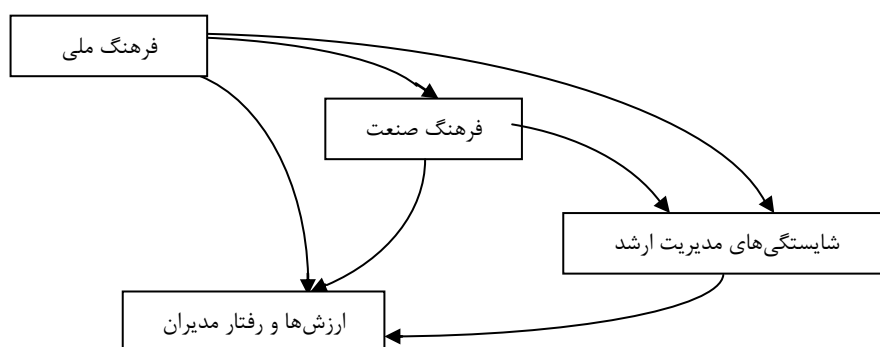 فرهنگ ملی
فرهنگ صنعت
شایستگی‌های مدیریت ارشد
ارزش‌ها و رفتار مدیران